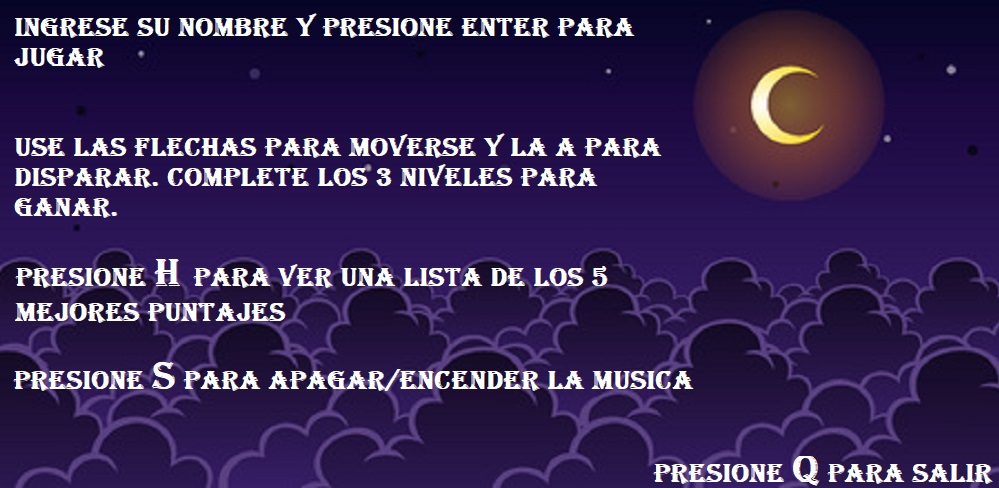 INGRESE SU NOMBRE Y PRESIONE ENTER PARA
JUGAR
USE LAS FLECHAS PARA MOVERSE Y LA A PARA
DISPARAR. COMPLETE LOS 3 NIVELES PARA
GANAR.
PRESIONE H PARA VER UNA LISTA DE LOS 5
MEJORES PUNTAJES
PRESIONE S PARA APAGAR/ENCENDER LA MUSICA
PRESIONE Q PARA SALIR